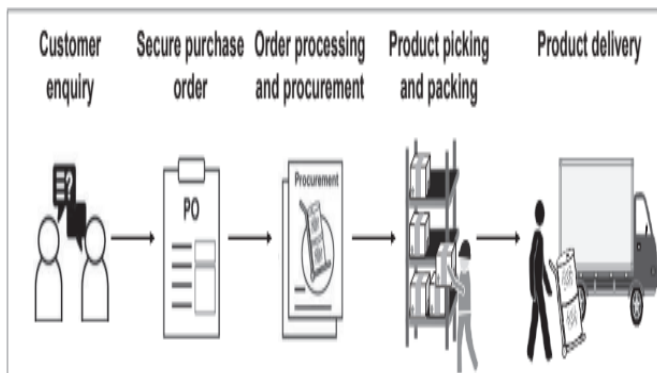 Customer
enquiry
Secure purchase
order
Order processing
and procurement
Product picking
and packing
Product delivery
?
PO
Procurement